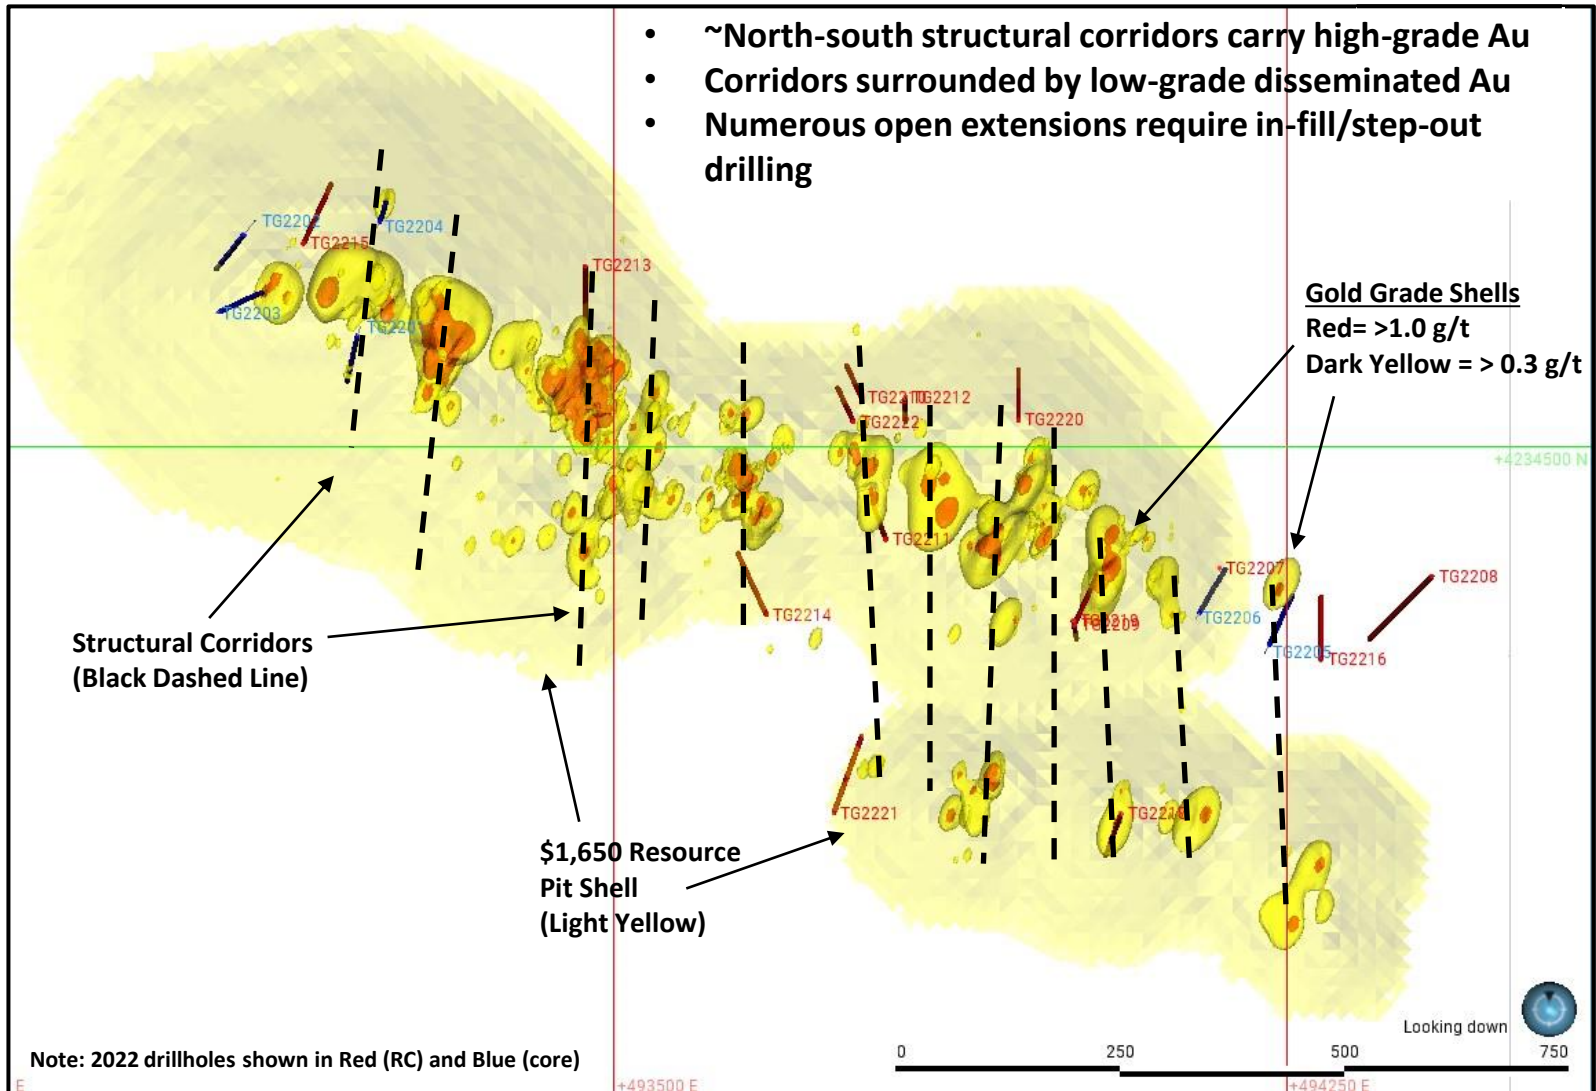 • ~North-south structural corridors carry high-grade Au
• Corridors surrounded by low-grade disseminated Au
• Numerous open extensions require in-fill/step-out
drilling
TG2202
TG2215
TG2204
TG2203
TG2213
Gold Grade Shells
Red= >1.0 g/t
Dark Yellow = > 0.3 g/t
TG2212
TG2222
TG2220
+4234500 N
TG2211
TG2207
TG2208
TG2206
TG2214
TG2209
TG2205
TG2216
Structural Corridors
(Black Dashed Line)
TG2221
$1,650 Resource
Pit Shell
(Light Yellow)
Looking down
Note: 2022 drillholes shown in Red (RC) and Blue (core)
0
250
500
750
E
+493500 E
+494250 E